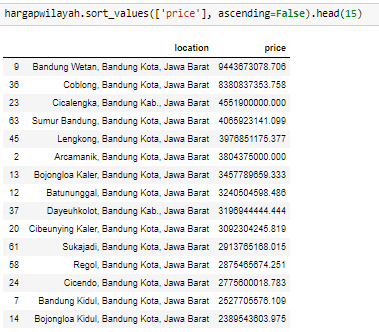 hargapwilayah.sort_values(['price'], ascending=False).head(15)
location price
9 Bandung Wetan, Bandung Kota, Jawa Barat 9443673078.706
36 Coblong, Bandung Kota, Jawa Barat 8380837353.758
23 Cicalengka, Bandung Kab., Jawa Barat 4551900000.000
63 Sumur Bandung, Bandung Kota, Jawa Barat 4065923141.099
45 Lengkong, Bandung Kota, Jawa Barat 3976851175.377
2 Arcamanik, Bandung Kota, Jawa Barat 3804375000.000
13 Bojongloa Kaler, Bandung Kota, Jawa Barat 3457789659.333
12 Batununggal, Bandung Kota, Jawa Barat 3240504598.486
37 Dayeuhkolot, Bandung Kab., Jawa Barat 3196944444.444
20 Cibeunying Kaler, Bandung Kota, Jawa Barat 3092304245.819
61 Sukajadi, Bandung Kota, Jawa Barat 2913765168.015
58 Regol, Bandung Kota, Jawa Barat 2875465674.251
24 Cicendo, Bandung Kota, Jawa Barat 2775600018.783
7 Bandung Kidul, Bandung Kota, Jawa Barat 2527705576.109
14 Bojongloa Kidul, Bandung Kota, Jawa Barat 2389543603.975